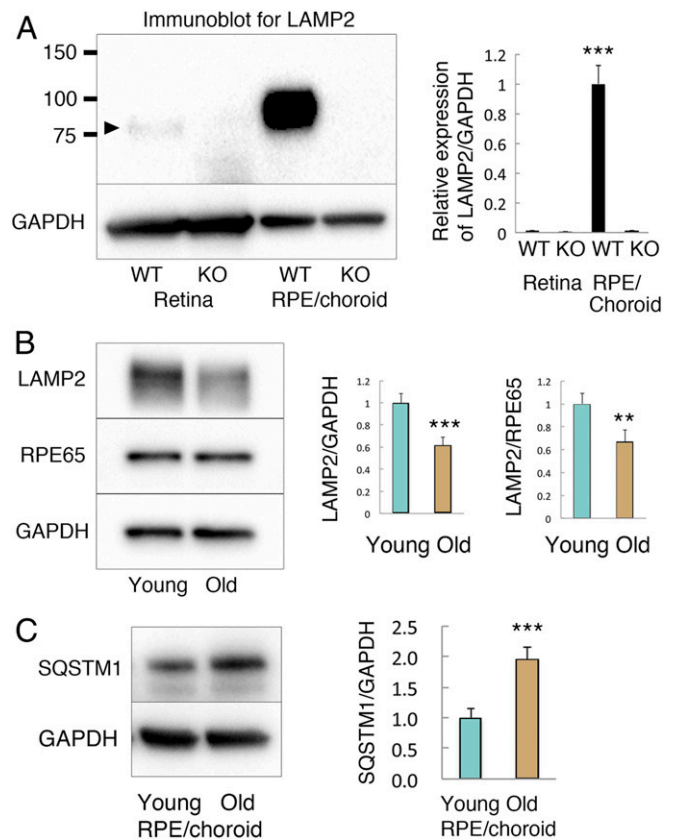 A
Immunoblot for LAMP2
150
100
75
GAPDH
WT KO WT KO
Retina RPE/choroid
Relative expression
of LAMP2/GAPDH
1.2
1
0.8
0.6
0.4
0.2
0
***
WT KO WT KO
Retina RPE/
Choroid
B
LAMP2
RPE65
GAPDH
Young Old
LAMP2/GAPDH
1.2
1
0.8
0.6
0.4
0.2
0
***
Young Old
LAMP2/RPE65
1.2
1
0.8
0.6
0.4
0.2
0
**
Young Old
C
SQSTM1
GAPDH
Young Old
RPE/choroid
SQSTM1/GAPDH
2.5
2.0
1.5
1.0
0.5
0.0
***
Young Old
RPE/choroid